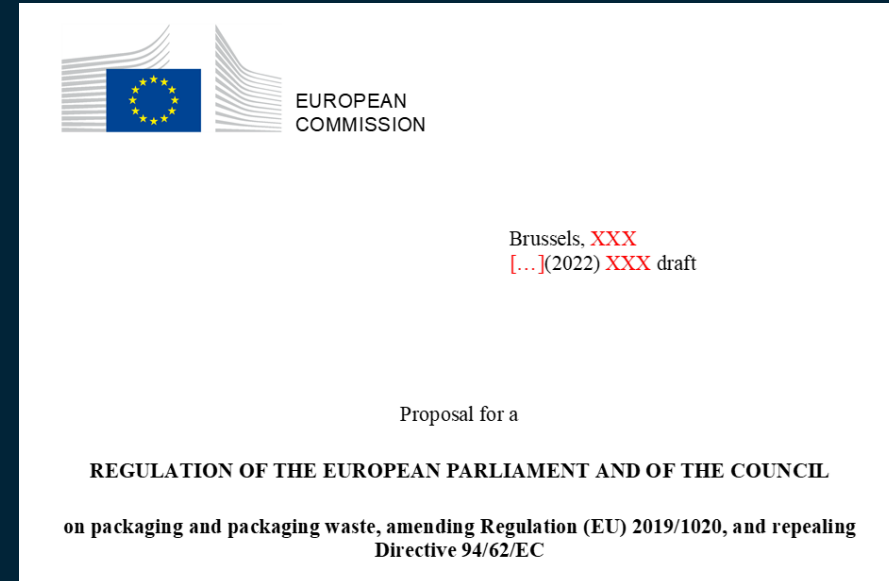 EUROPEAN
COMMISSION
Brussels, XXX
[…](2022) XXX draft
Proposal for a
REGULATION OF THE EUROPEAN PARLIAMENT AND OF THE COUNCIL
on packaging and packaging waste, amending Regulation (EU) 2019/1020, and repealing
Directive 94/62/EC